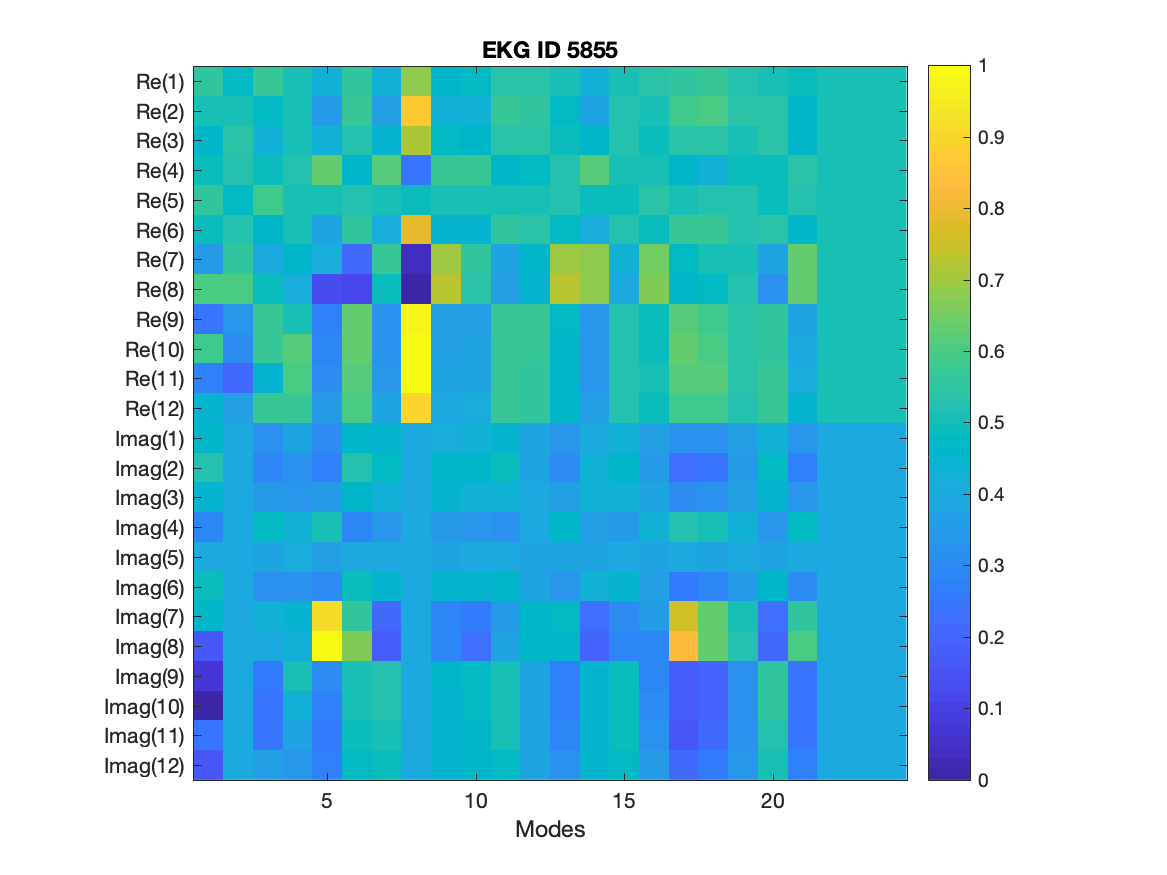 EKG ID 5855
Re(1)
Re(2)
Re(3)
Re(4)
Re(5)
Re(6)
Re(7)
Re(8)
Re(9)
Re(10)
Re(11)
Re(12)
Imag(1)
Imag(2)
Imag(3)
Imag(4)
Imag(5)
Imag(6)
Imag(7)
Imag(8)
Imag(9)
Imag(10)
Imag(11)
Imag(12)
5 10 15 20
Modes
1
0.9
0.8
0.7
0.6
0.5
0.4
0.3
0.2
0.1
0